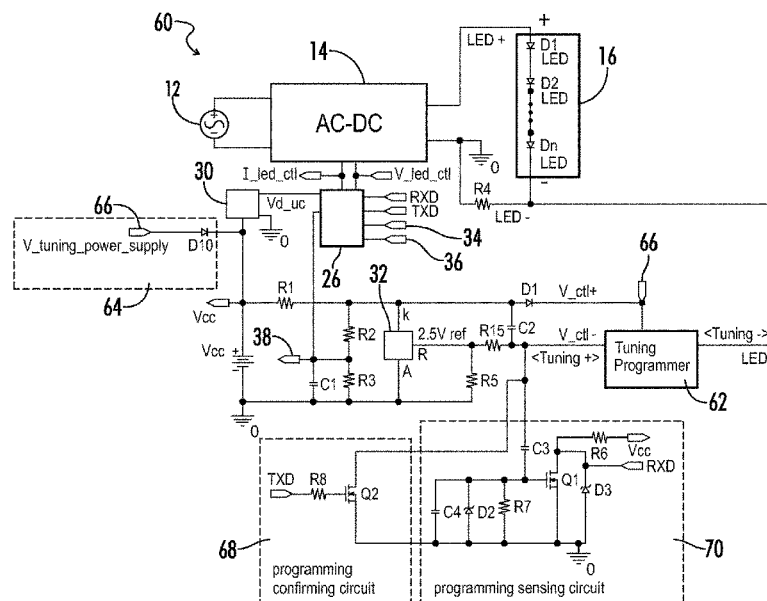 60
14
12
AC-DC
LED +
+
D1
LED
D2
LED
Dn
LED
16
-
0
R4
LED -
I_led_ctl
V_led_ctl
30
Vd_uc
0
RXD
TXD
34
36
26
66
V_tuning_power_supply
D10
64
Vcc
R1
R2
38
C1
R3
32
k
2.5V ref
R
A
R15
R5
C2
D1
V_ctl+
66
V_ctl -
<Tuning +>
Tuning
Programmer
<Tuning ->
LED
62
Vcc
+
-
0
TXD
R8
Q2
68
programming
confirming circuit
C3
R6
Vcc
RXD
Q1
D3
C4
D2
R7
0
70
programming sensing circuit